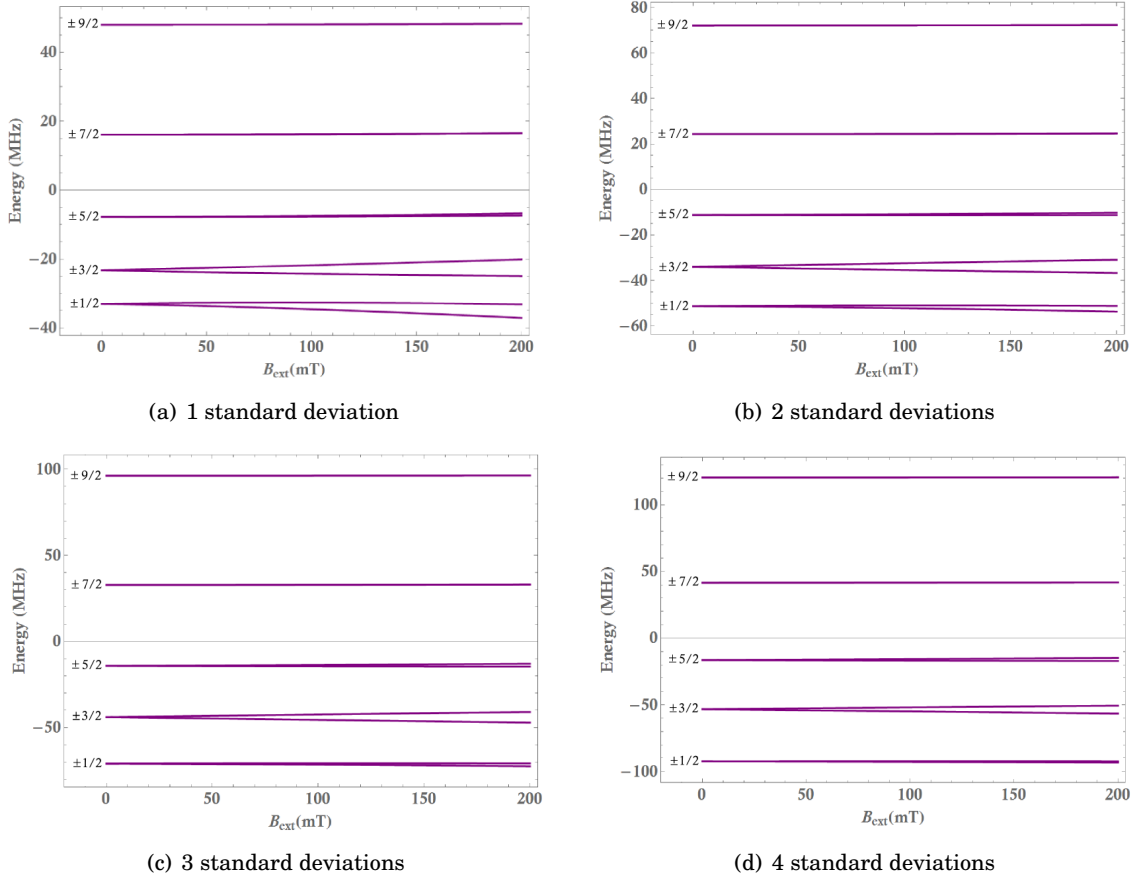 ± 9/2
± 7/2
± 5/2
± 3/2
± 1/2
40
20
0
−20
−40
Energy (MHz)
0 50 100 150 200
B_ext(mT)
(a) 1 standard deviation
± 9/2
± 7/2
± 5/2
± 3/2
± 1/2
80
60
40
20
0
−20
−40
−60
Energy (MHz)
0 50 100 150 200
B_ext(mT)
(b) 2 standard deviations
± 9/2
± 7/2
± 5/2
± 3/2
± 1/2
100
50
0
−50
Energy (MHz)
0 50 100 150 200
B_ext(mT)
(c) 3 standard deviations
± 9/2
± 7/2
± 5/2
± 3/2
± 1/2
100
50
0
−50
−100
Energy (MHz)
0 50 100 150 200
B_ext(mT)
(d) 4 standard deviations